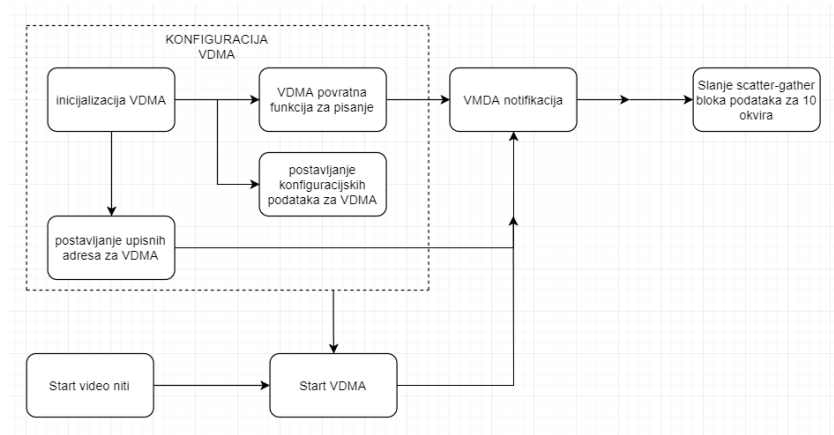 KONFIGURACIJA
VDMA
inicijalizacija VDMA
VDMA povratna
funkcija za pisanje
VMDA notifikacija
Slanje scatter-gather
bloka podataka za 10
okvira
postavljanje
konfiguracijskih
podataka za VDMA
postavljanje upisnih
adresa za VDMA
Start video niti
Start VDMA